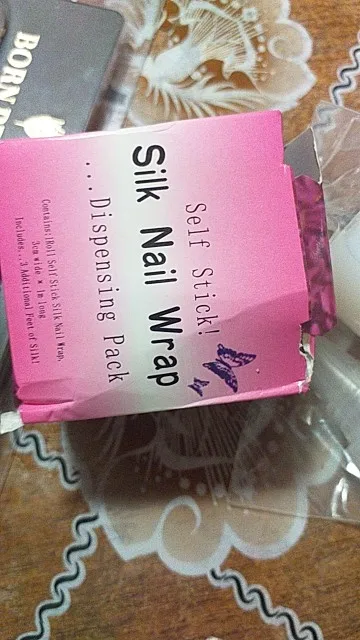 Self Stick!
Silk Nail Wrap
....Dispensing Pack
Contains:1Roll Self Stick Silk Nail Wrap,
3cm wide x 1m long
Includes...3 Additional Feet of Silk!
BORN